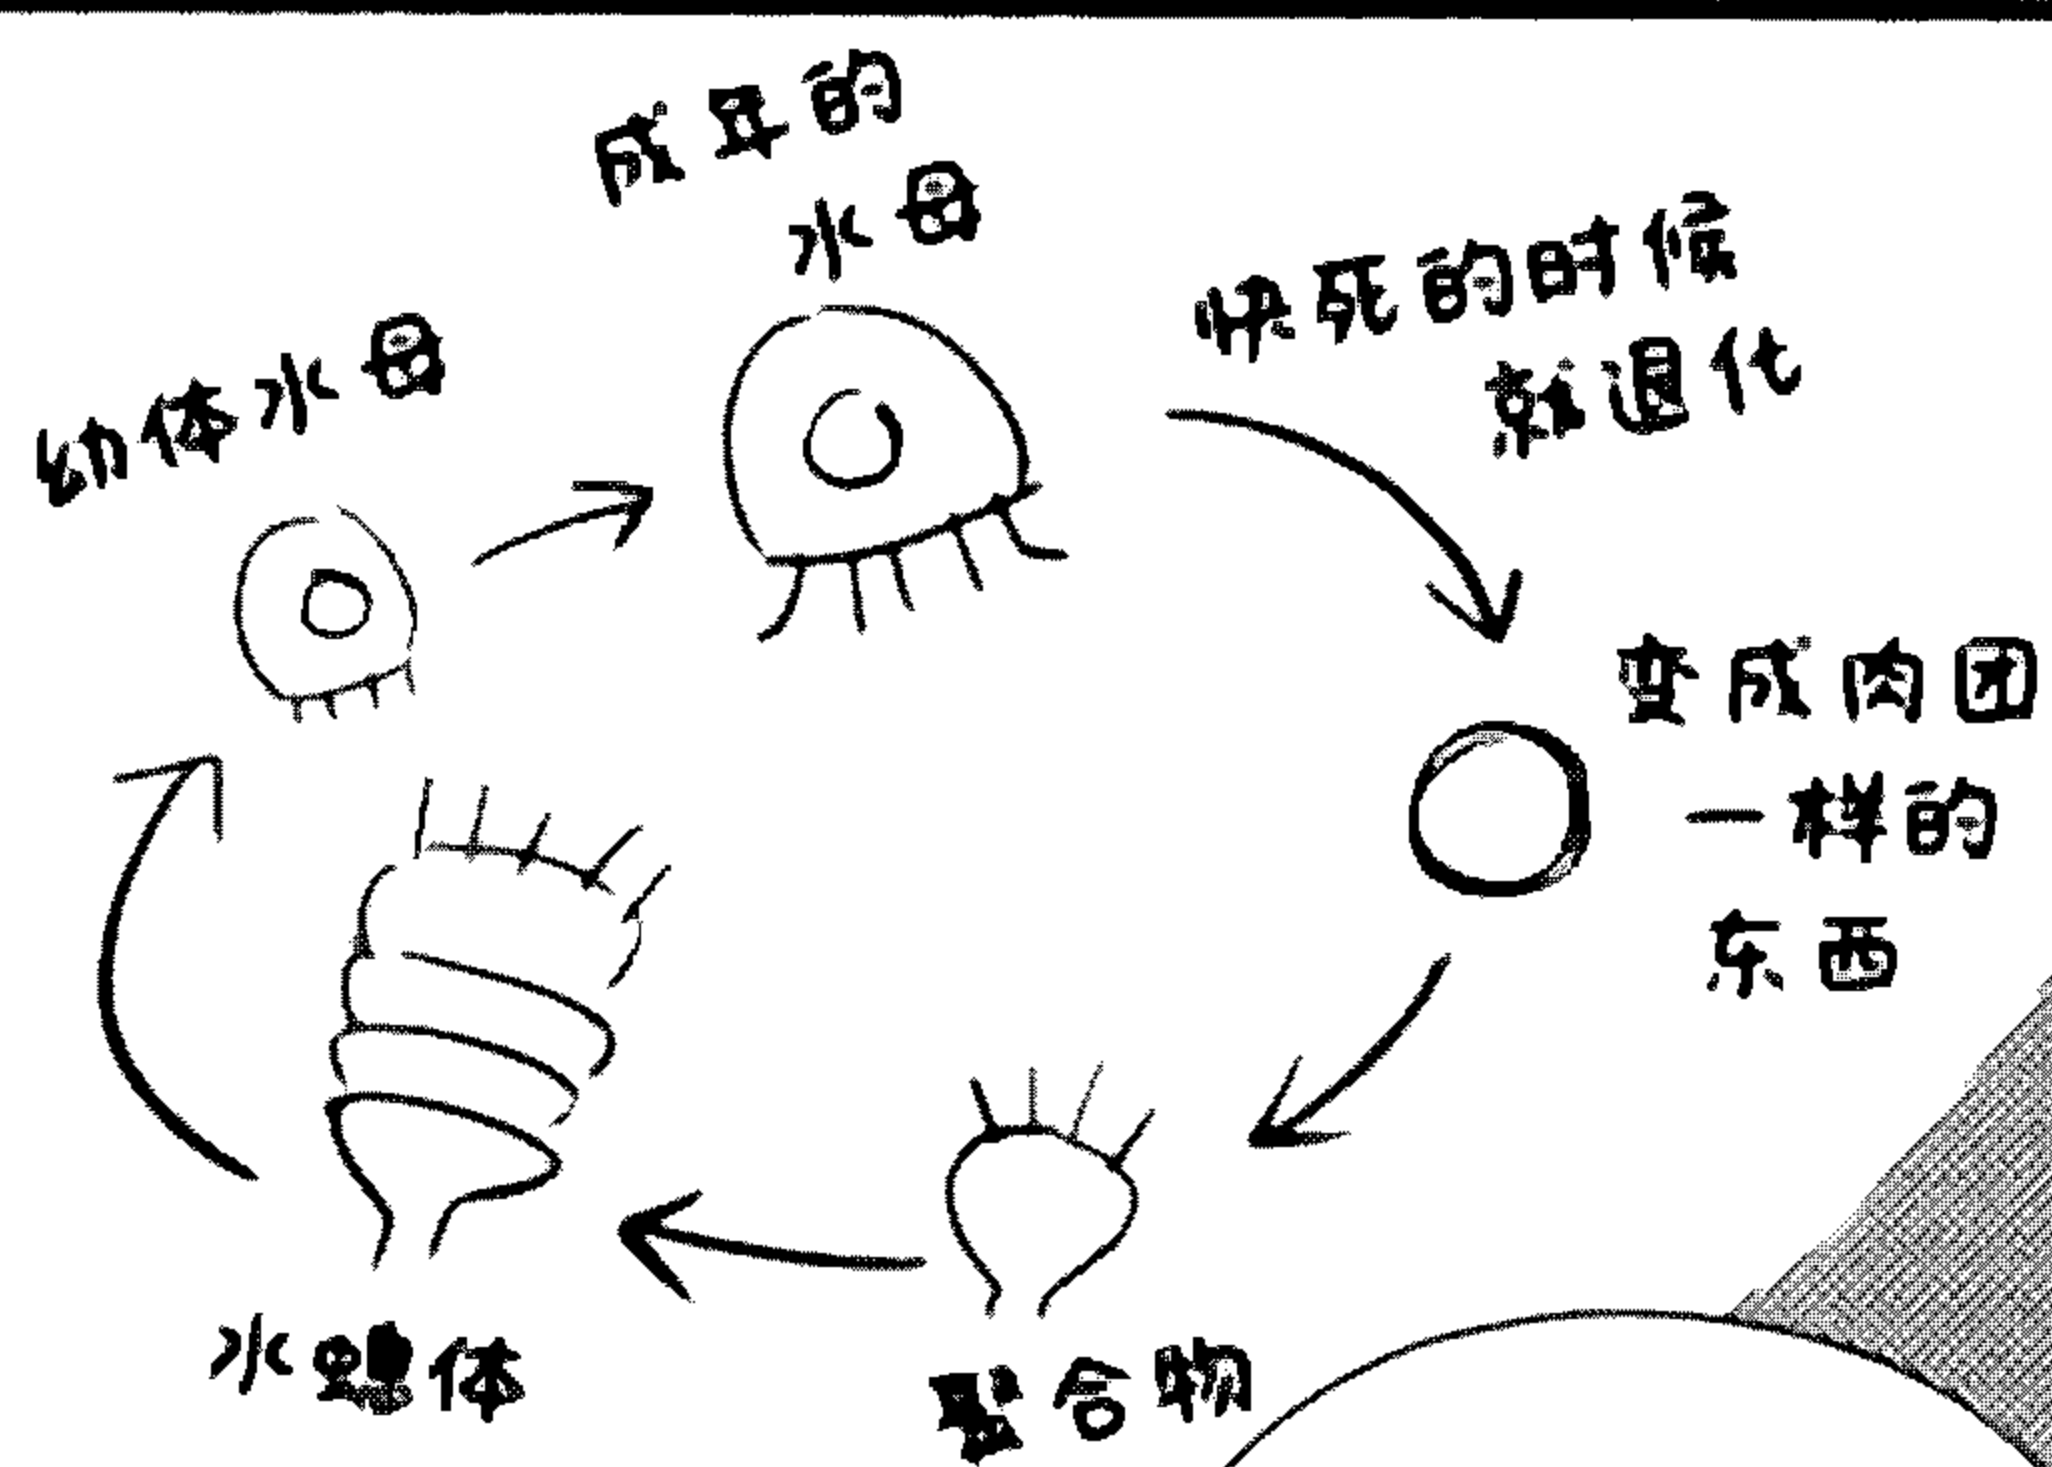 成耳的
水母
幼体水母
快死的时候
就退化
变成肉团
一样的
东西
聚合物
水螅体